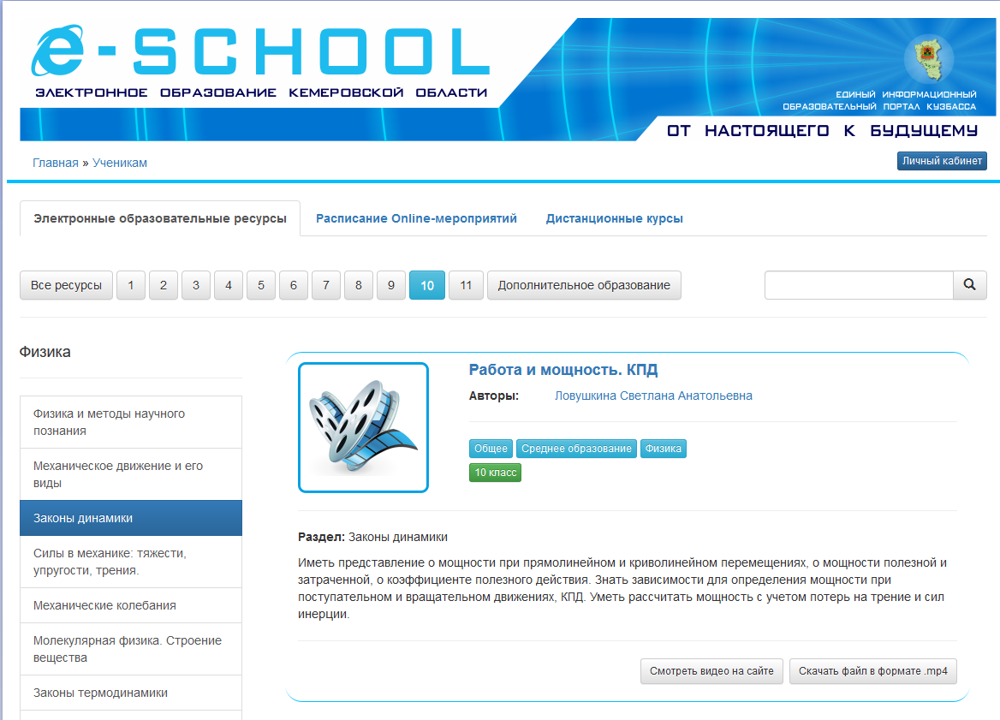 e-SCHOOL
ЭЛЕКТРОННОЕ ОБРАЗОВАНИЕ КЕМЕРОВСКОЙ ОБЛАСТИ
ЕДИНЫЙ ИНФОРМАЦИОННЫЙ
ОБРАЗОВАТЕЛЬНЫЙ ПОРТАЛ КУЗБАССА
ОТ НАСТОЯЩЕГО К БУДУЩЕМУ
Главная » Ученикам
Личный кабинет
Электронные образовательные ресурсы
Расписание Online-мероприятий
Дистанционные курсы
Все ресурсы 1 2 3 4 5 6 7 8 9 10 11 Дополнительное образование
Физика
Физика и методы научного
познания
Механическое движение и его
виды
Законы динамики
Силы в механике: тяжести,
упругости, трения.
Механические колебания
Молекулярная физика. Строение
вещества
Законы термодинамики
Работа и мощность. КПД
Авторы: Ловушкина Светлана Анатольевна
Общее Среднее образование Физика
10 класс
Раздел: Законы динамики
Иметь представление о мощности при прямолинейном и криволинейном перемещениях, о мощности полезной и
затраченной, о коэффициенте полезного действия. Знать зависимости для определения мощности при
поступательном и вращательном движениях, КПД. Уметь рассчитать мощность с учетом потерь на трение и сил
инерции.
Смотреть видео на сайте
Скачать файл в формате .mp4